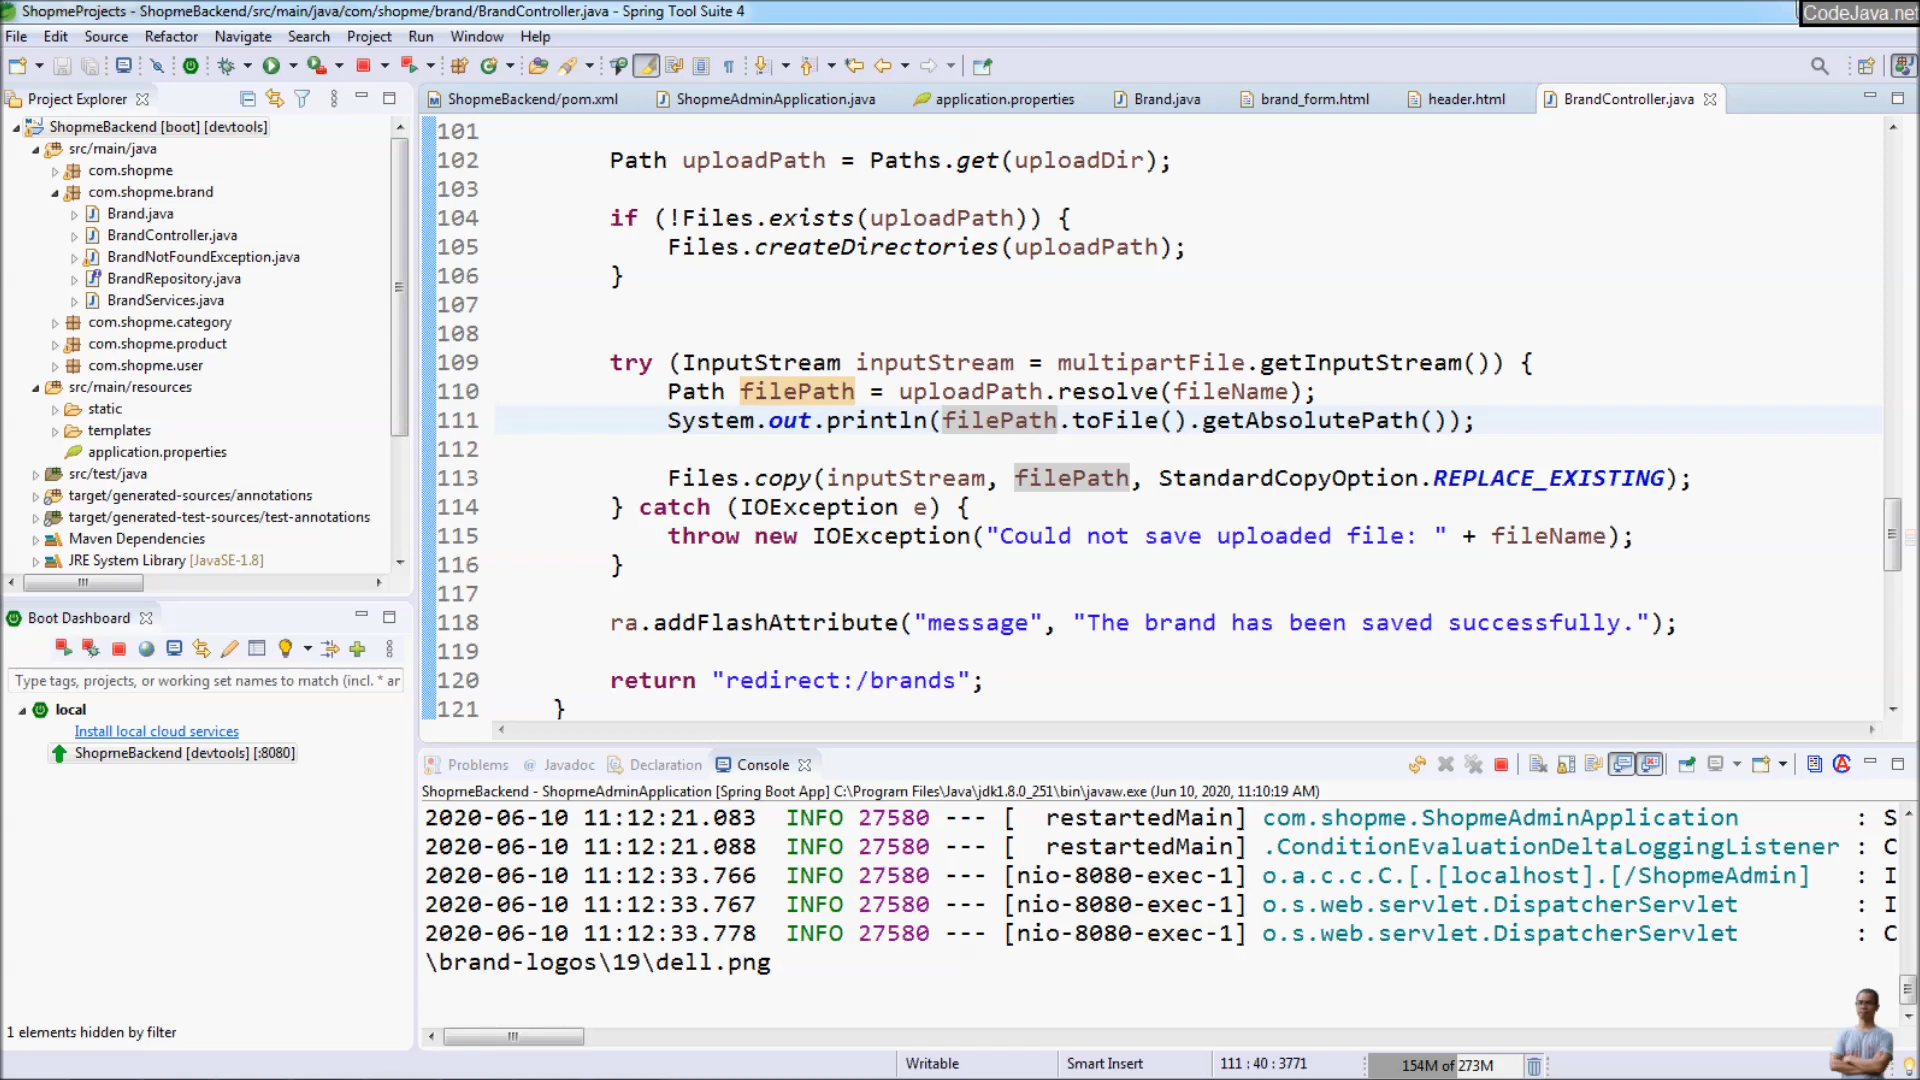 ShopmeProjects - ShopmeBackend/src/main/java/com/shopme/brand/BrandController.java - Spring Tool Suite 4
CodeJava.net
File Edit Source Refactor Navigate Search Project Run Window Help
Project Explorer
ShopmeBackend/pom.xml ShopmeAdminApplication.java application.properties Brand.java brand_form.html header.html BrandController.java
ShopmeBackend [boot] [devtools]
src/main/java
com.shopme
com.shopme.brand
Brand.java
BrandController.java
BrandNotFoundException.java
BrandRepository.java
BrandServices.java
com.shopme.category
com.shopme.product
com.shopme.user
src/main/resources
static
templates
application.properties
src/test/java
target/generated-sources/annotations
target/generated-test-sources/test-annotations
Maven Dependencies
JRE System Library [JavaSE-1.8]
101
102 Path uploadPath = Paths.get(uploadDir);
103
104 if (!Files.exists(uploadPath)) {
105 Files.createDirectories(uploadPath);
106 }
107
108
109 try (InputStream inputStream = multipartFile.getInputStream()) {
110 Path filePath = uploadPath.resolve(fileName);
111 System.out.println(filePath.toFile().getAbsolutePath());
112
113 Files.copy(inputStream, filePath, StandardCopyOption.REPLACE_EXISTING);
114 } catch (IOException e) {
115 throw new IOException("Could not save uploaded file: " + fileName);
116 }
117
118 ra.addFlashAttribute("message", "The brand has been saved successfully.");
119
120 return "redirect:/brands";
121 }
Boot Dashboard
Type tags, projects, or working set names to match (incl. * ar
local
Install local cloud services
ShopmeBackend [devtools] [:8080]
1 elements hidden by filter
Problems Javadoc Declaration Console
ShopmeBackend - ShopmeAdminApplication [Spring Boot App] C:\Program Files\Java\jdk1.8.0_251\bin\javaw.exe (Jun 10, 2020, 11:10:19 AM)
2020-06-10 11:12:21.083 INFO 27580 --- [ restartedMain] com.shopme.ShopmeAdminApplication : S
2020-06-10 11:12:21.088 INFO 27580 --- [ restartedMain] .ConditionEvaluationDeltaLoggingListener : C
2020-06-10 11:12:33.766 INFO 27580 --- [nio-8080-exec-1] o.a.c.c.C.[.[localhost].[/ShopmeAdmin] : I
2020-06-10 11:12:33.767 INFO 27580 --- [nio-8080-exec-1] o.s.web.servlet.DispatcherServlet : I
2020-06-10 11:12:33.778 INFO 27580 --- [nio-8080-exec-1] o.s.web.servlet.DispatcherServlet : C
\brand-logos\19\dell.png
Writable Smart Insert 111 : 40 : 3771 154M of 273M